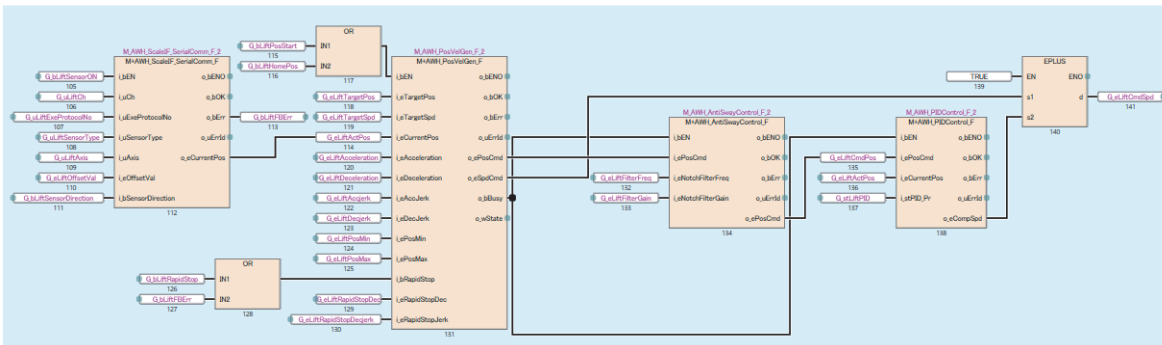 M_AWH_ScaleIF_SerialComm_F_2
M+AWH_ScaleIF_SerialComm_F
G_bLiftSensorON
105
i_bEN
o_bENO
G_uLiftCh
106
i_uCh
o_bOK
G_uLiftExeProtocolNo
107
i_uExeProtocolNo
o_bErr
G_bLiftFBErr
113
G_uLiftSensorType
108
i_uSensorType
o_uErrId
G_uLiftAxis
109
i_uAxis
o_eCurrentPos
G_eLiftOffsetVal
110
i_eOffsetVal
G_bLiftSensorDirection
111
i_bSensorDirection
112
OR
G_bLiftPosStart
115
IN1
G_bLiftHomePos
116
IN2
117
M_AWH_PosVelGen_F_2
M+AWH_PosVelGen_F
i_bEN
o_bENO
G_eLiftTargetPos
118
i_eTargetPos
o_bOK
G_eLiftTargetSpd
119
i_eTargetSpd
o_bErr
G_eLiftActPos
114
i_eCurrentPos
o_uErrId
G_eLiftAcceleration
120
i_eAcceleration
o_ePosCmd
G_eLiftDeceleration
121
i_eDeceleration
o_eSpdCmd
G_eLiftAccjerk
122
i_eAccJerk
o_bBusy
G_eLiftDecjerk
123
i_eDecJerk
o_wState
G_eLiftPosMin
124
i_ePosMin
G_eLiftPosMax
125
i_ePosMax
OR
G_bLiftRapidStop
126
IN1
i_bRapidStop
G_bLiftFBErr
127
IN2
128
G_eLiftRapidStopDec
129
i_eRapidStopDec
G_eLiftRapidStopDecjerk
130
i_eRapidStopJerk
131
M_AWH_AntiSwayControl_F_2
M+AWH_AntiSwayControl_F
i_bEN
o_bENO
i_ePosCmd
o_bOK
G_eLiftFilterFreq
132
i_eNotchFilterFreq
o_bErr
G_eLiftFilterGain
133
i_eNotchFilterGain
o_uErrId
o_ePosCmd
134
M_AWH_PIDControl_F_2
M+AWH_PIDControl_F
i_bEN
o_bENO
G_eLiftCmdPos
135
i_ePosCmd
o_bOK
G_eLiftActPos
136
i_eCurrentPos
o_bErr
G_stLiftPID
137
i_stPID_Pr
o_uErrId
o_eCompSpd
138
EPLUS
TRUE
139
EN
ENO
s1
d
G_eLiftCmdSpd
141
s2
140